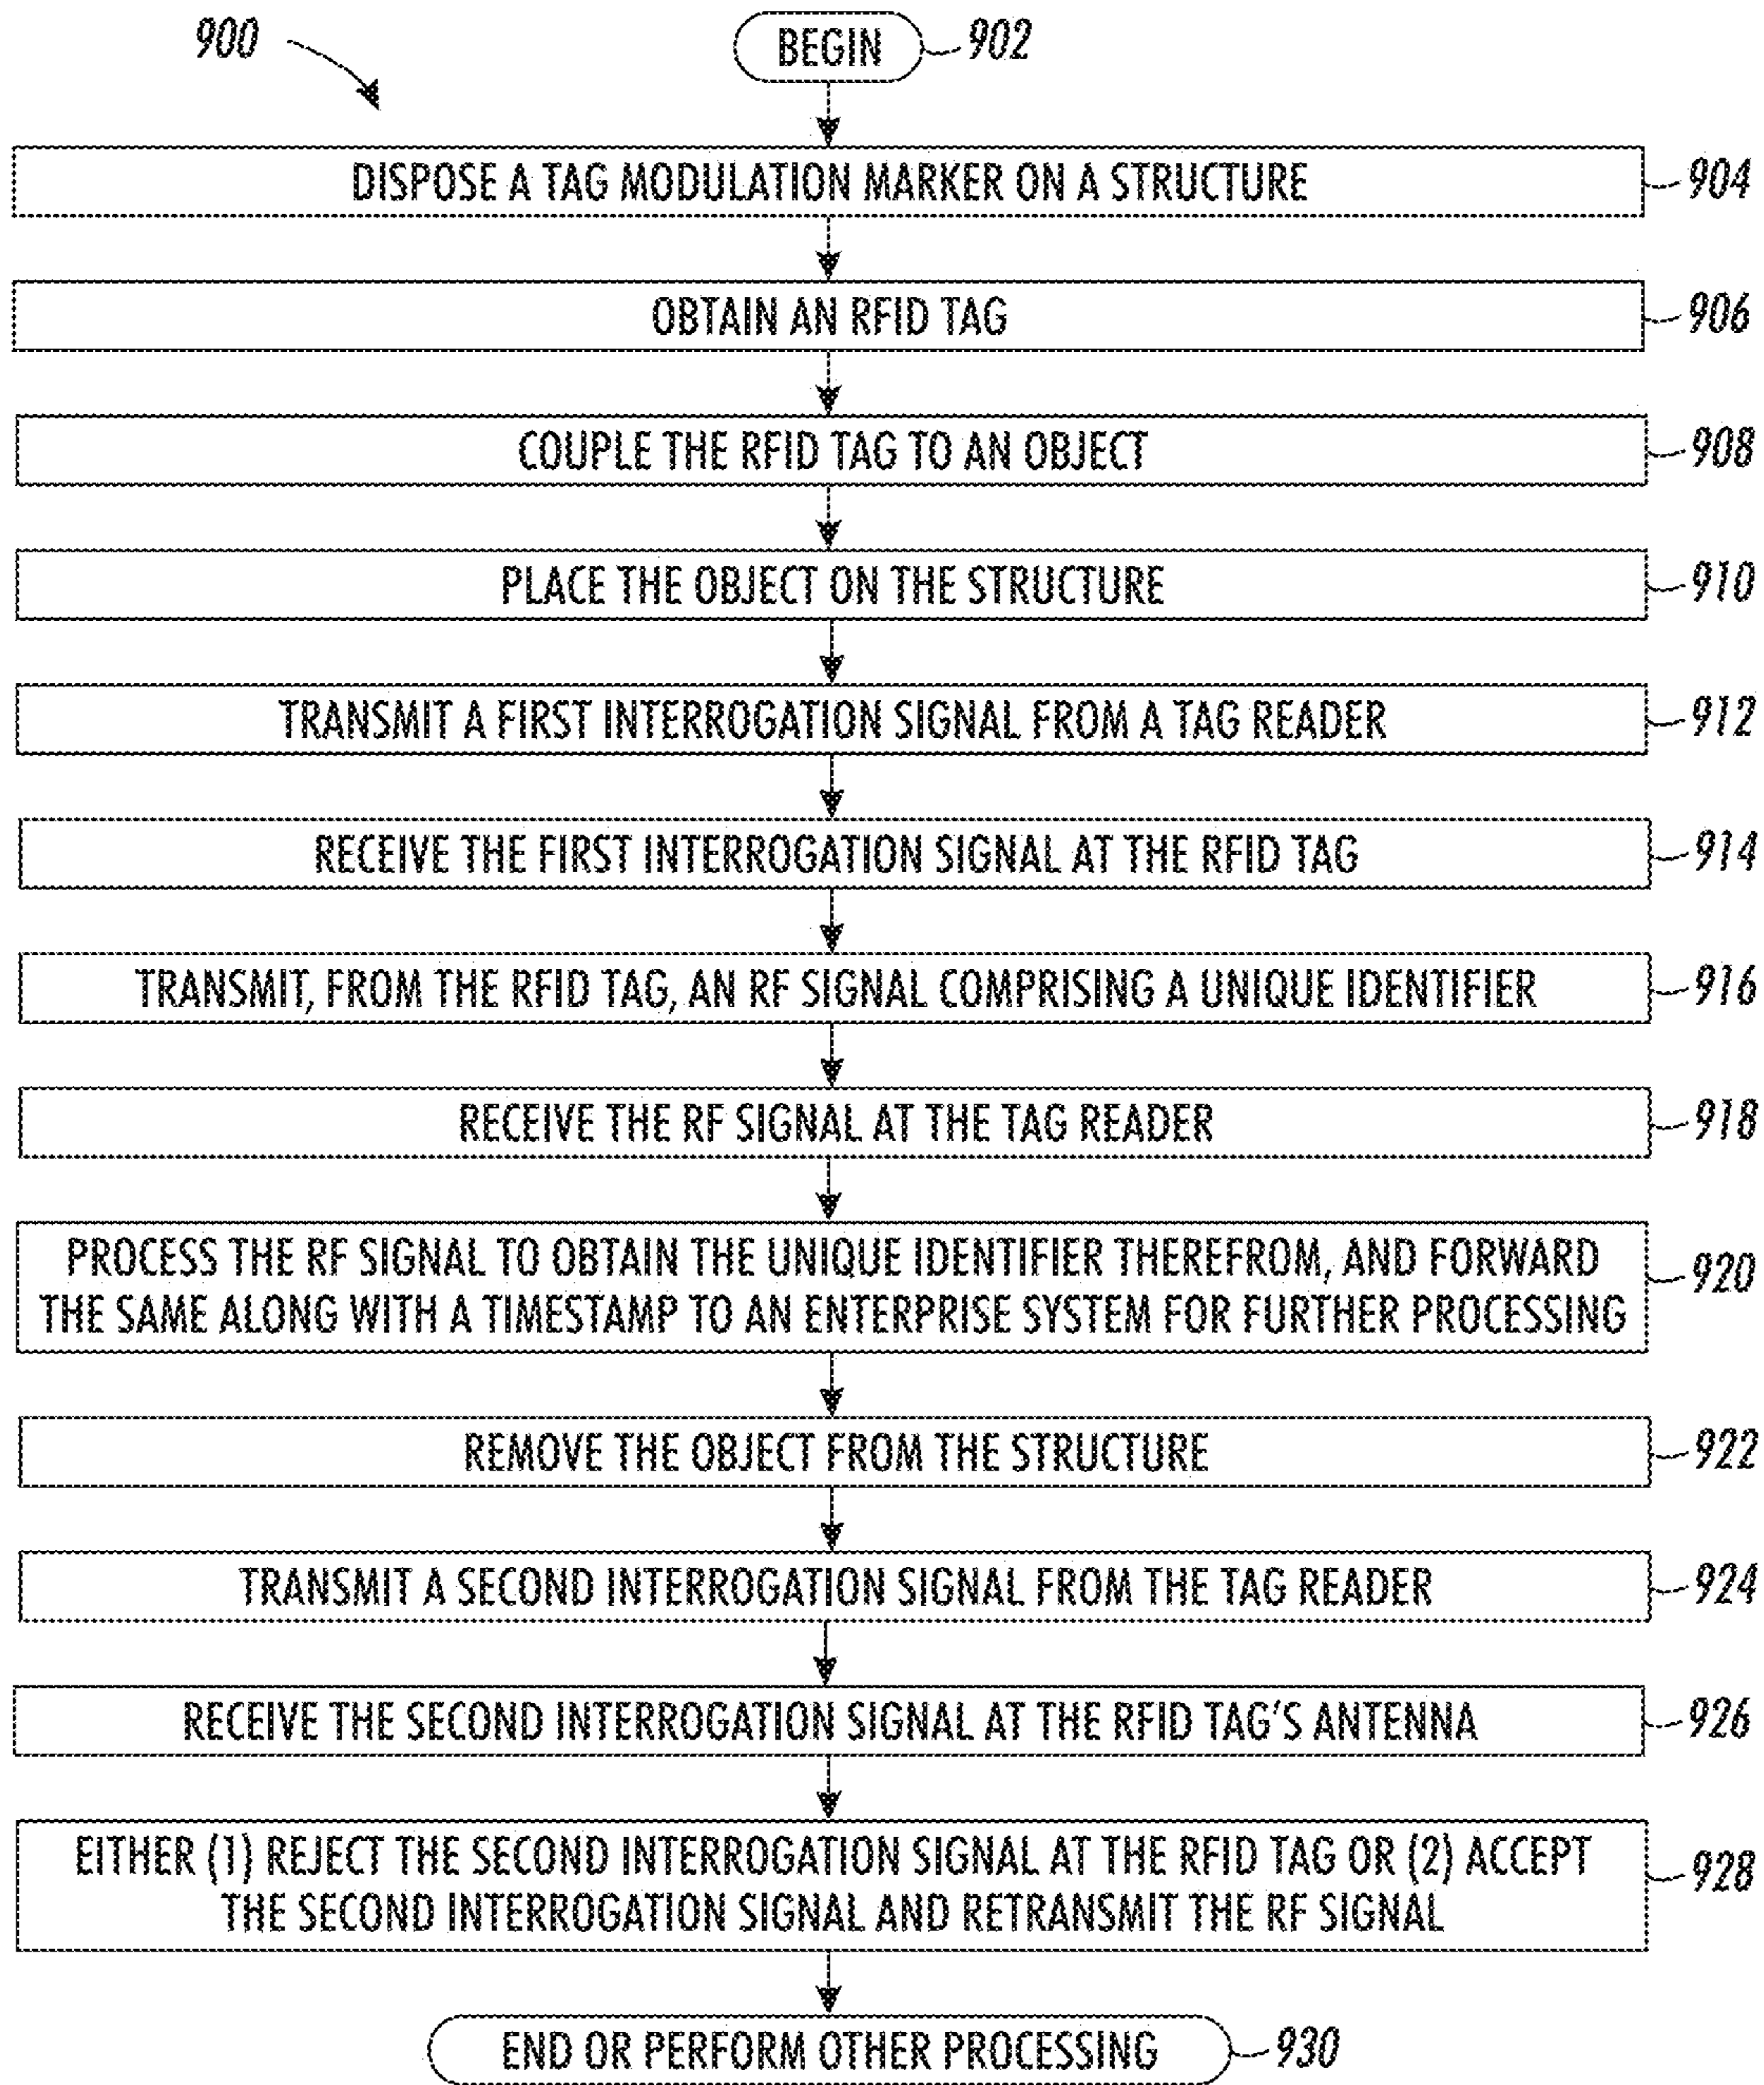 900
BEGIN 902
DISPOSE A TAG MODULATION MARKER ON A STRUCTURE 904
OBTAIN AN RFID TAG 906
COUPLE THE RFID TAG TO AN OBJECT 908
PLACE THE OBJECT ON THE STRUCTURE 910
TRANSMIT A FIRST INTERROGATION SIGNAL FROM A TAG READER 912
RECEIVE THE FIRST INTERROGATION SIGNAL AT THE RFID TAG 914
TRANSMIT, FROM THE RFID TAG, AN RF SIGNAL COMPRISING A UNIQUE IDENTIFIER 916
RECEIVE THE RF SIGNAL AT THE TAG READER 918
PROCESS THE RF SIGNAL TO OBTAIN THE UNIQUE IDENTIFIER THEREFROM, AND FORWARD
THE SAME ALONG WITH A TIMESTAMP TO AN ENTERPRISE SYSTEM FOR FURTHER PROCESSING 920
REMOVE THE OBJECT FROM THE STRUCTURE 922
TRANSMIT A SECOND INTERROGATION SIGNAL FROM THE TAG READER 924
RECEIVE THE SECOND INTERROGATION SIGNAL AT THE RFID TAG'S ANTENNA 926
EITHER (1) REJECT THE SECOND INTERROGATION SIGNAL AT THE RFID TAG OR (2) ACCEPT
THE SECOND INTERROGATION SIGNAL AND RETRANSMIT THE RF SIGNAL 928
END OR PERFORM OTHER PROCESSING 930